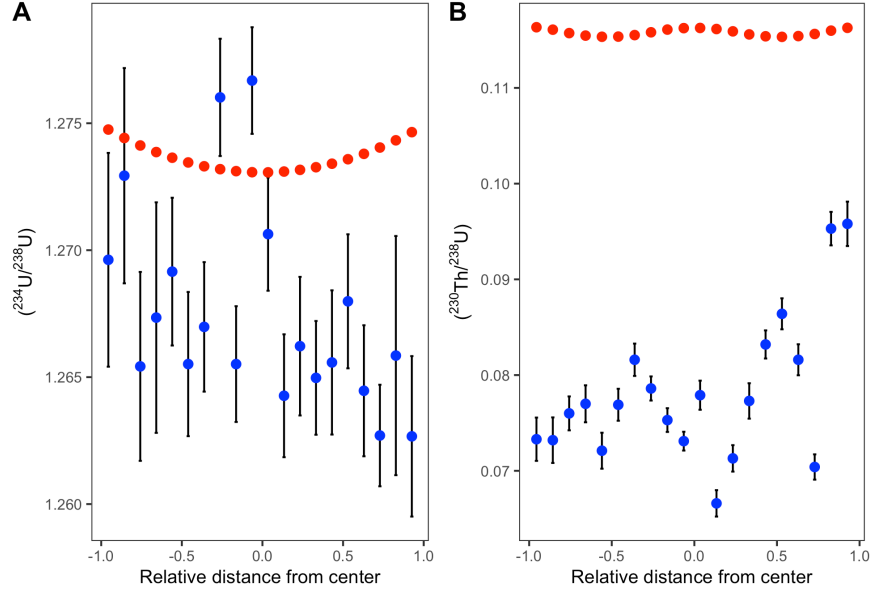 A
B
(²³⁴U/²³⁸U)
1.275
1.270
1.265
1.260
-1.0 -0.5 0.0 0.5 1.0
Relative distance from center
(²³⁰Th/²³⁸U)
0.11
0.10
0.09
0.08
0.07
-1.0 -0.5 0.0 0.5 1.0
Relative distance from center